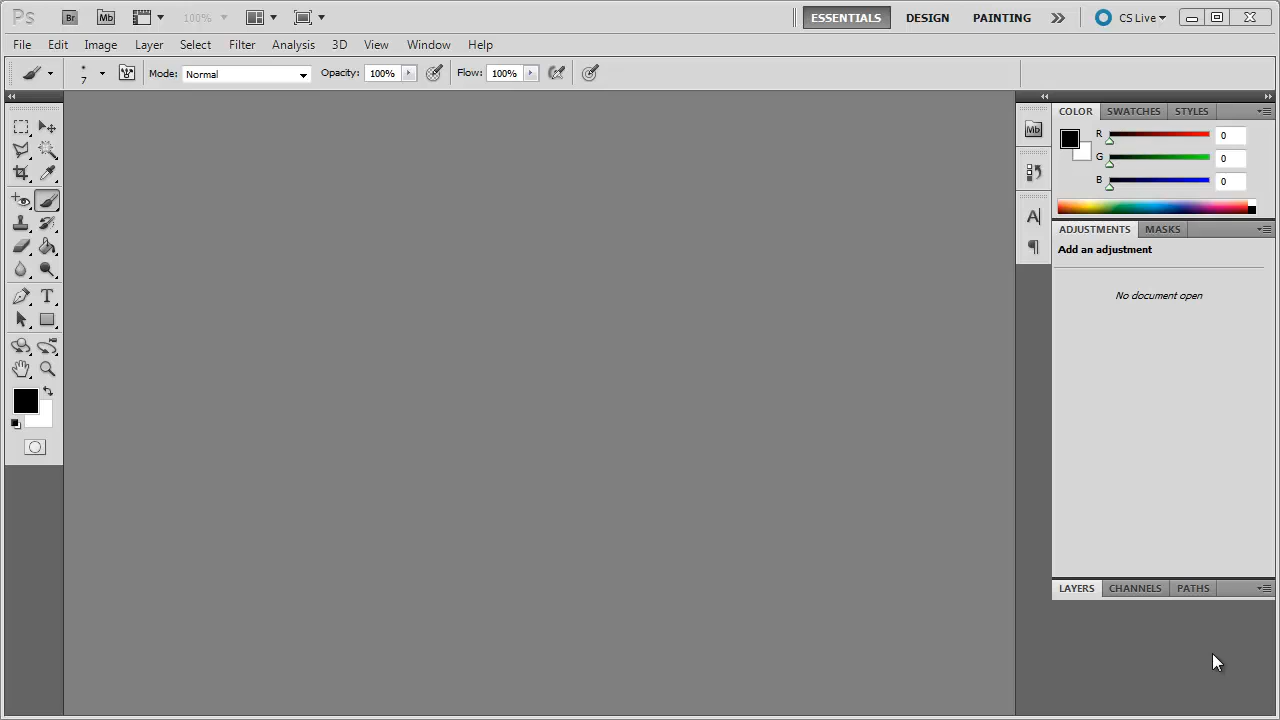 Ps Br Mb 100% ESSENTIALS DESIGN PAINTING CS Live
File Edit Image Layer Select Filter Analysis 3D View Window Help
7 Mode: Normal Opacity: 100% Flow: 100%
COLOR SWATCHES STYLES
Mb
R 0
G 0
B 0
A
ADJUSTMENTS MASKS
Add an adjustment
No document open
T
LAYERS CHANNELS PATHS